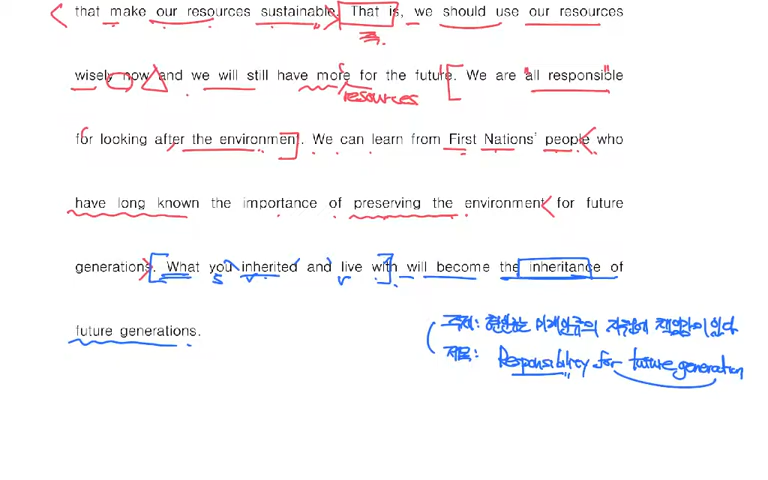 that make our resources sustainable. That is, we should use our resources
즉.
wisely now and we will still have more for the future. We are all responsible
resources
for looking after the environment. We can learn from First Nations' people who
have long known the importance of preserving the environment for future
generations. What you inherited and live with will become the inheritance of
S V V
future generations.
주제: 현세대는 미래인류의 자원에 책임감이 있다
제목: Responsibility for future generation